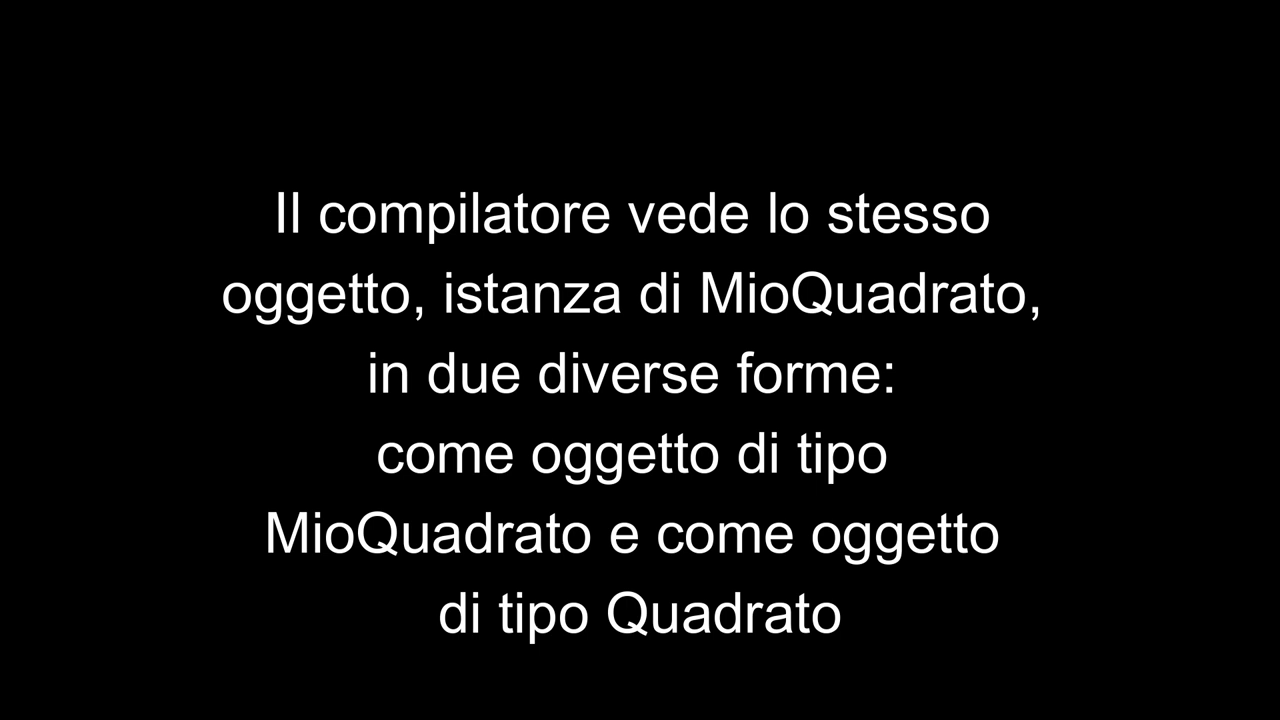 Il compilatore vede lo stesso
oggetto, istanza di MioQuadrato,
in due diverse forme:
come oggetto di tipo
MioQuadrato e come oggetto
di tipo Quadrato